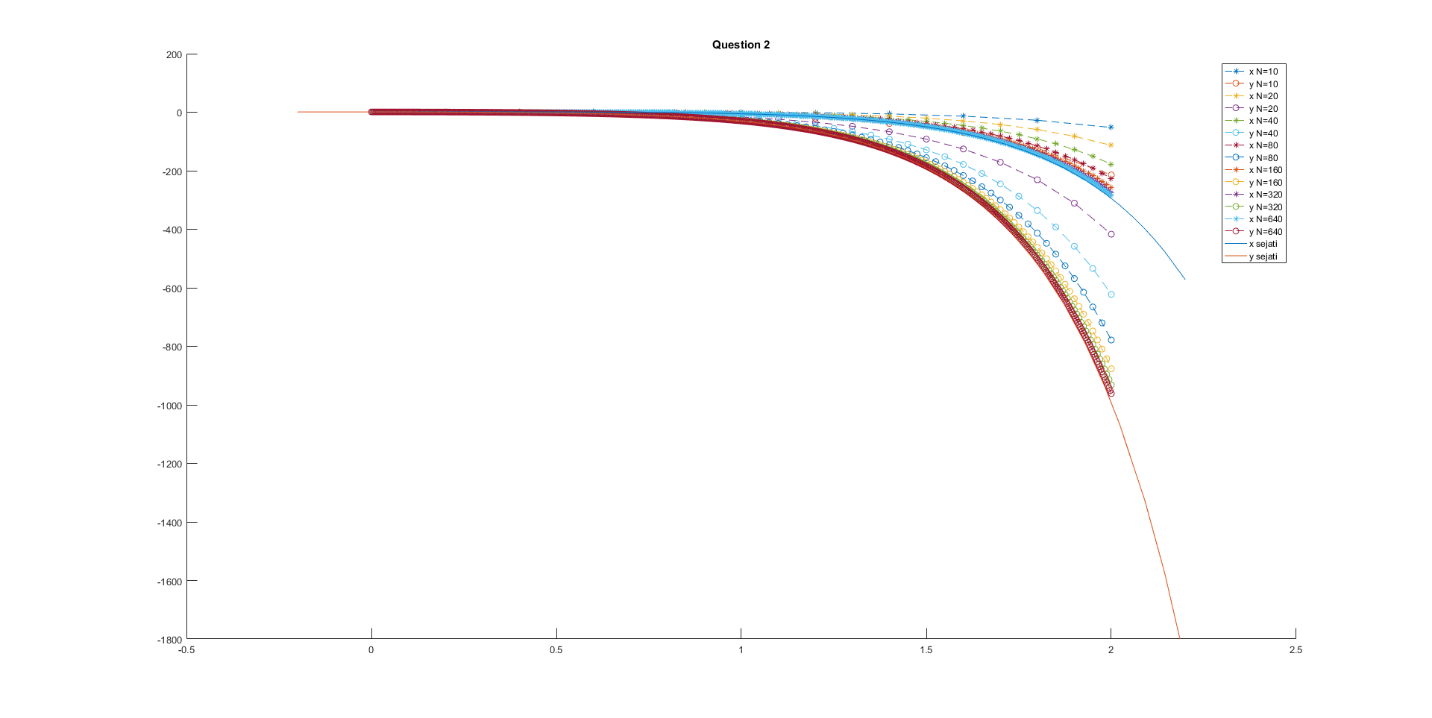 Question 2
200
0
-200
-400
-600
-800
-1000
-1200
-1400
-1600
-1800
-0.5
0
0.5
1
1.5
2
2.5
x N=10
y N=10
x N=20
y N=20
x N=40
y N=40
x N=80
y N=80
x N=160
y N=160
x N=320
y N=320
x N=640
y N=640
x sejati
y sejati